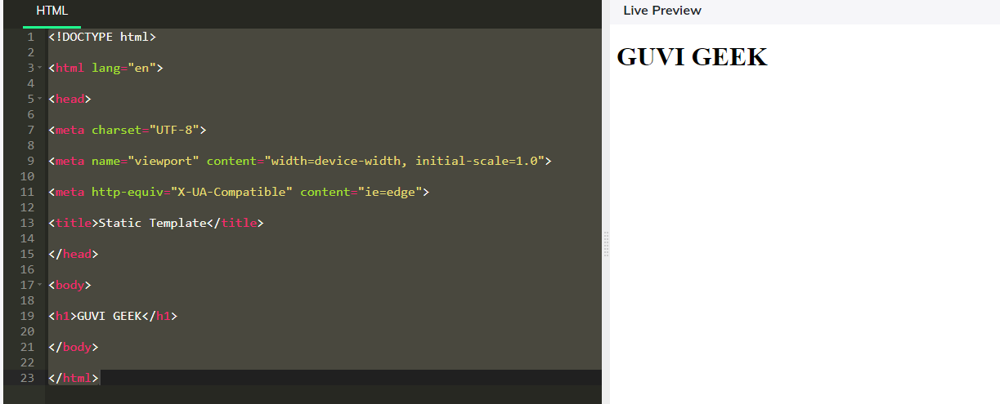 HTML
1 <!DOCTYPE html>
2
3 <html lang="en">
4
5 <head>
6
7 <meta charset="UTF-8">
8
9 <meta name="viewport" content="width=device-width, initial-scale=1.0">
10
11 <meta http-equiv="X-UA-Compatible" content="ie=edge">
12
13 <title>Static Template</title>
14
15 </head>
16
17 <body>
18
19 <h1>GUVI GEEK</h1>
20
21 </body>
22
23 </html>
Live Preview
GUVI GEEK